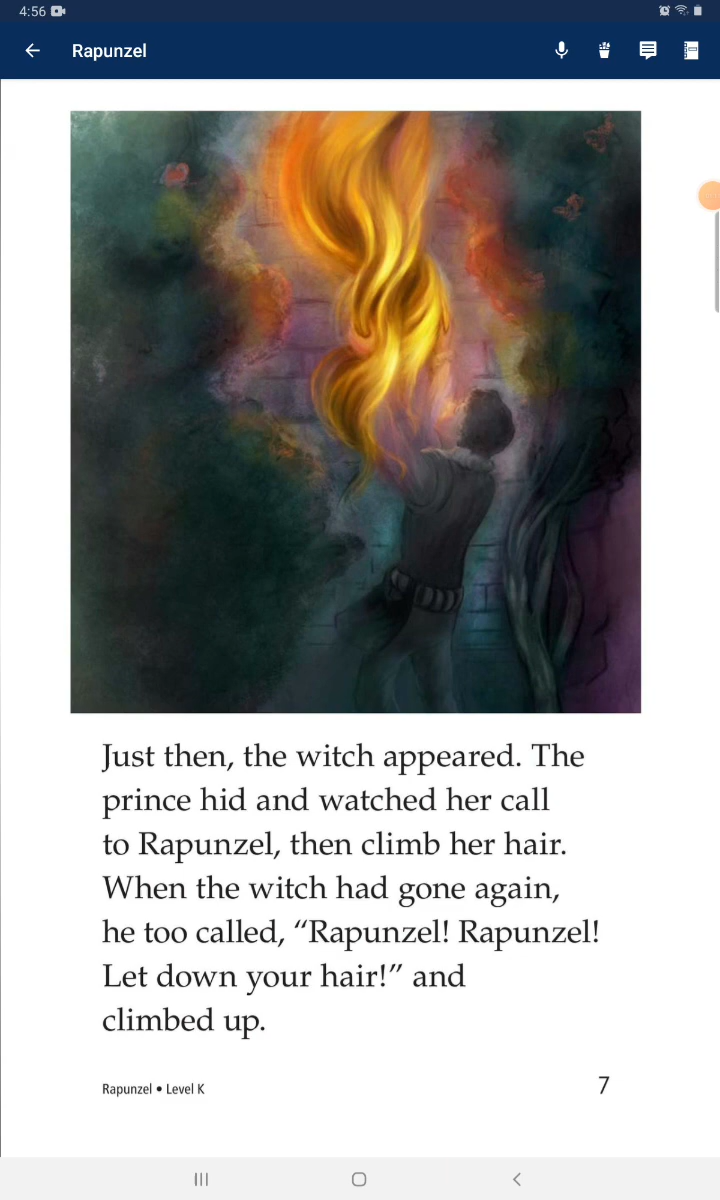 4:56
Rapunzel
Just then, the witch appeared. The
prince hid and watched her call
to Rapunzel, then climb her hair.
When the witch had gone again,
he too called, “Rapunzel! Rapunzel!
Let down your hair!” and
climbed up.
Rapunzel • Level K
7